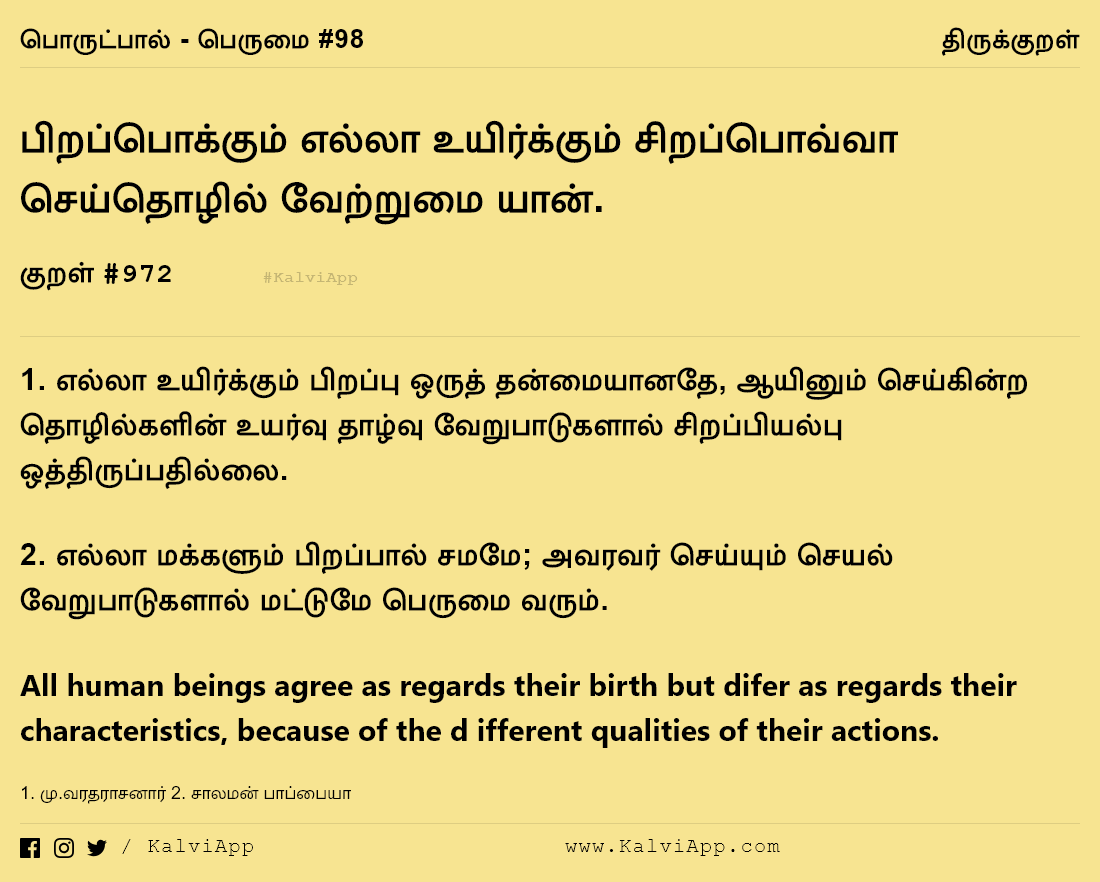 பொருட்பால் - பெருமை #98 திருக்குறள்
பிறப்பொக்கும் எல்லா உயிர்க்கும் சிறப்பொவ்வா
செய்தொழில் வேற்றுமை யான்.
குறள் #972 #KalviApp
1. எல்லா உயிர்க்கும் பிறப்பு ஒருத் தன்மையானதே, ஆயினும் செய்கின்ற
தொழில்களின் உயர்வு தாழ்வு வேறுபாடுகளால் சிறப்பியல்பு
ஒத்திருப்பதில்லை.
2. எல்லா மக்களும் பிறப்பால் சமமே; அவரவர் செய்யும் செயல்
வேறுபாடுகளால் மட்டுமே பெருமை வரும்.
All human beings agree as regards their birth but difer as regards their
characteristics, because of the d ifferent qualities of their actions.
1. மு.வரதராசனார் 2. சாலமன் பாப்பையா
/ KalviApp www.KalviApp.com